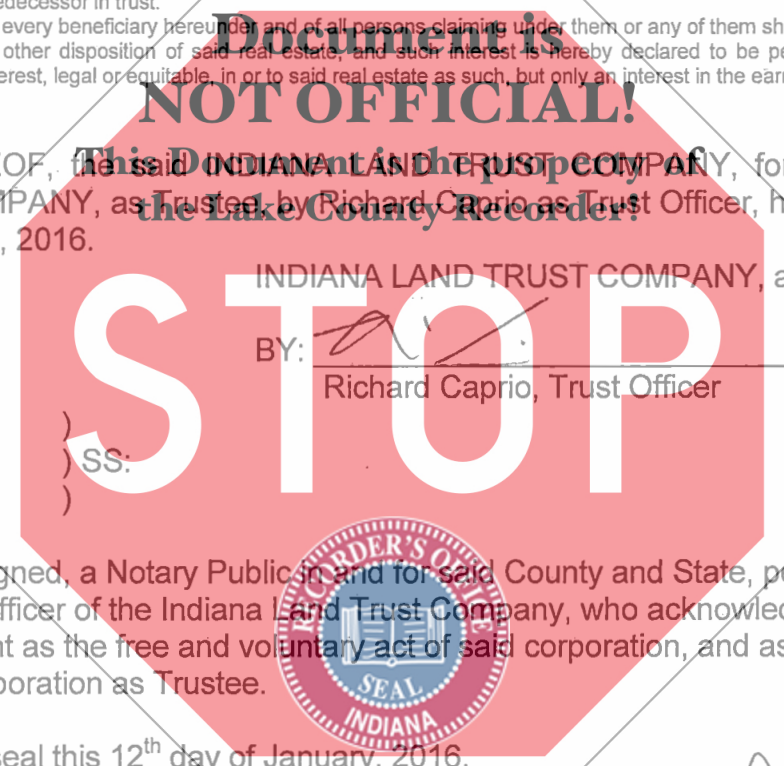 predecessor in trust.
every beneficiary hereunder and of all persons claiming under them or any of them sh
Document is
other disposition of said real estate, and such interest is hereby declared to be pe
erest, legal or equitable, in or to said real estate as such, but only an interest in the earn
NOT OFFICIAL!
EOF, the said INDIANA LAND TRUST COMPANY, for
This Document is the property of
MPANY, as Trustee, by Richard Caprio as Trust Officer, h
the Lake County Recorder!
, 2016.
INDIANA LAND TRUST COMPANY, a
STOP
BY:
Richard Caprio, Trust Officer
)
) SS:
)
gned, a Notary Public in and for said County and State, pe
fficer of the Indiana Land Trust Company, who acknowled
nt as the free and voluntary act of said corporation, and as
poration as Trustee.
RECORDER'S OFFICE
SEAL
INDIANA
seal this 12th day of January, 2016.